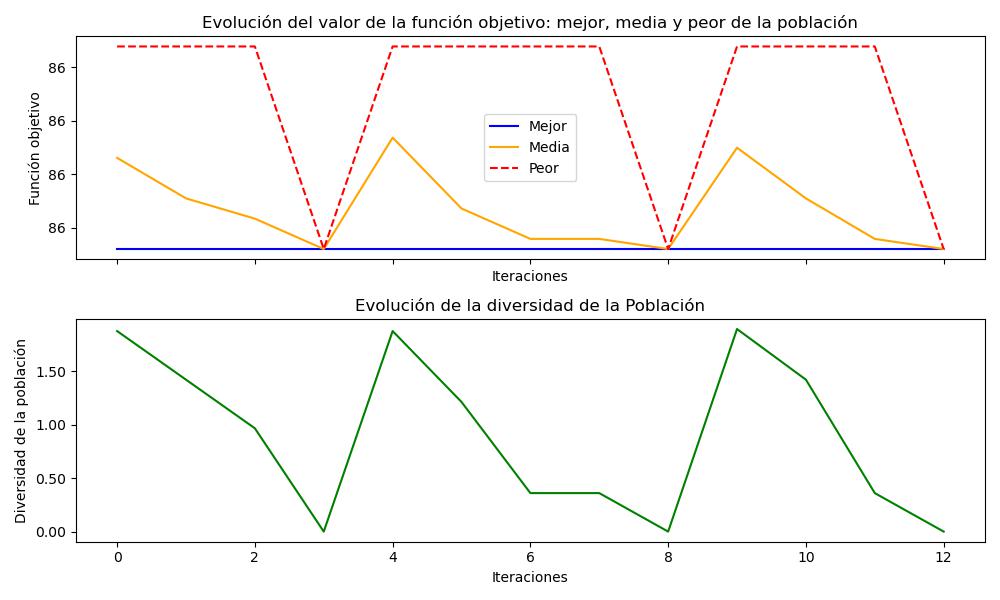 Evolución del valor de la función objetivo: mejor, media y peor de la población
Función objetivo
86
86
86
86
Mejor
Media
Peor
Iteraciones
Evolución de la diversidad de la Población
Diversidad de la población
1.50
1.00
0.50
0.00
0 2 4 6 8 10 12
Iteraciones